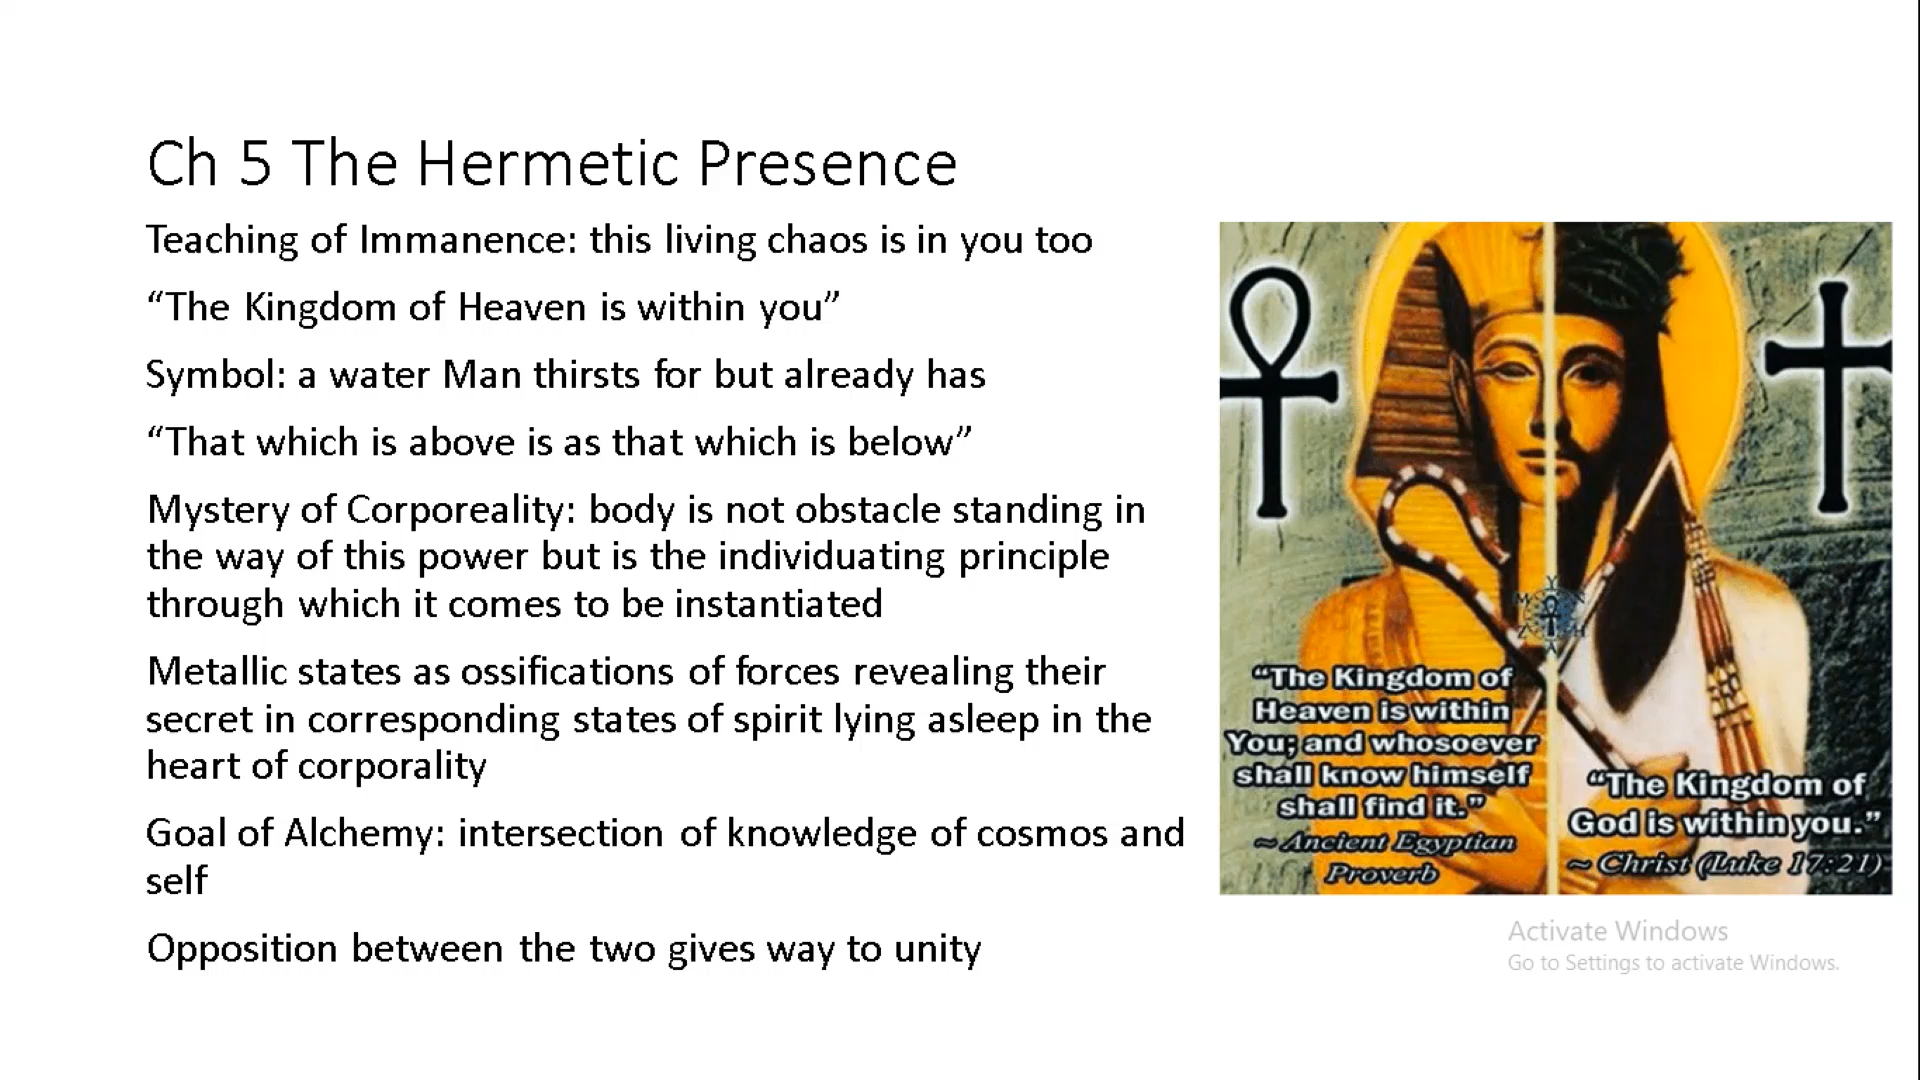 Ch 5 The Hermetic Presence
Teaching of Immanence: this living chaos is in you too
“The Kingdom of Heaven is within you”
Symbol: a water Man thirsts for but already has
“That which is above is as that which is below”
Mystery of Corporeality: body is not obstacle standing in
the way of this power but is the individuating principle
through which it comes to be instantiated
Metallic states as ossifications of forces revealing their
secret in corresponding states of spirit lying asleep in the
heart of corporality
Goal of Alchemy: intersection of knowledge of cosmos and
self
Opposition between the two gives way to unity
“The Kingdom of
Heaven is within
You; and whosoever
shall know himself
shall find it.”
~ Ancient Egyptian
Proverb
“The Kingdom of
God is within you.”
~ Christ (Luke 17:21)
Activate Windows
Go to Settings to activate Windows.